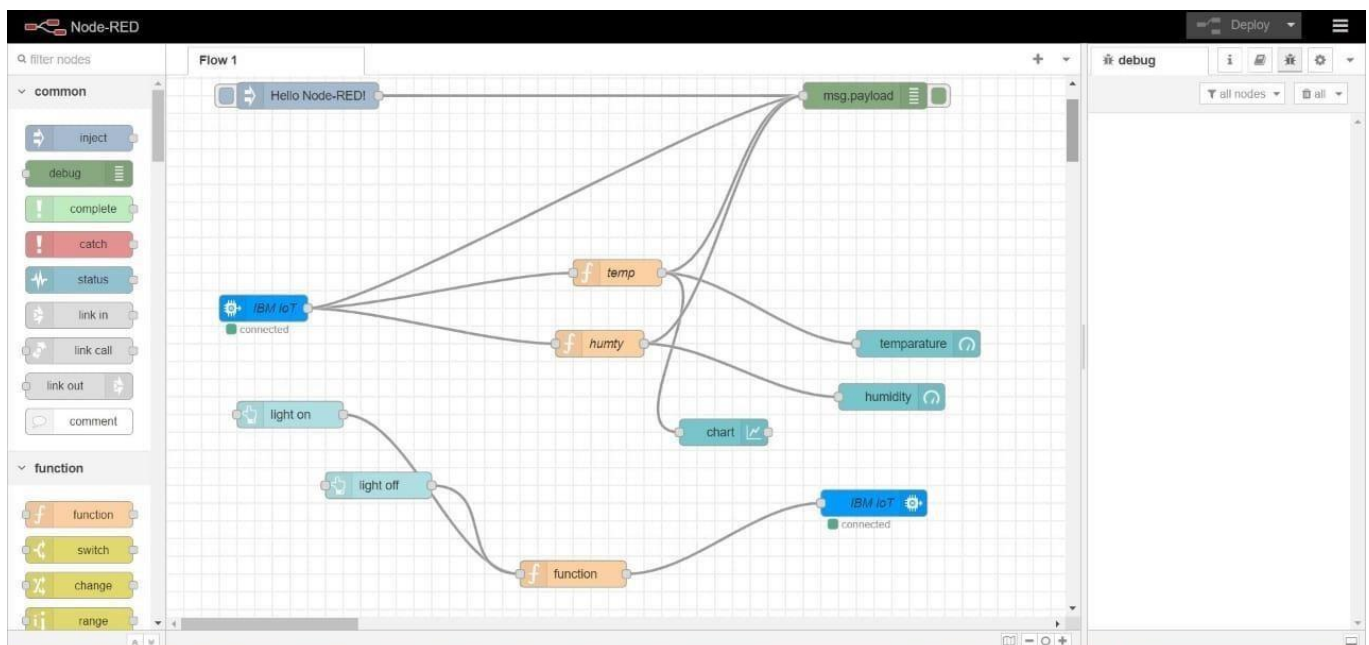 Node-RED
Deploy
filter nodes
Flow 1
debug
i
all nodes
all
common
inject
debug
complete
catch
status
link in
link call
link out
comment
function
function
switch
change
range
Hello Node-RED!
msg.payload
temp
IBM IoT
connected
humty
temparature
humidity
light on
chart
light off
IBM IoT
connected
function